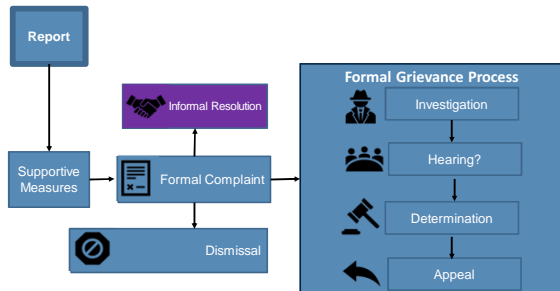 Report
Formal Grievance Process
Informal Resolution
Investigation
Supportive
Measures
Formal Complaint
Hearing?
Dismissal
Determination
Appeal